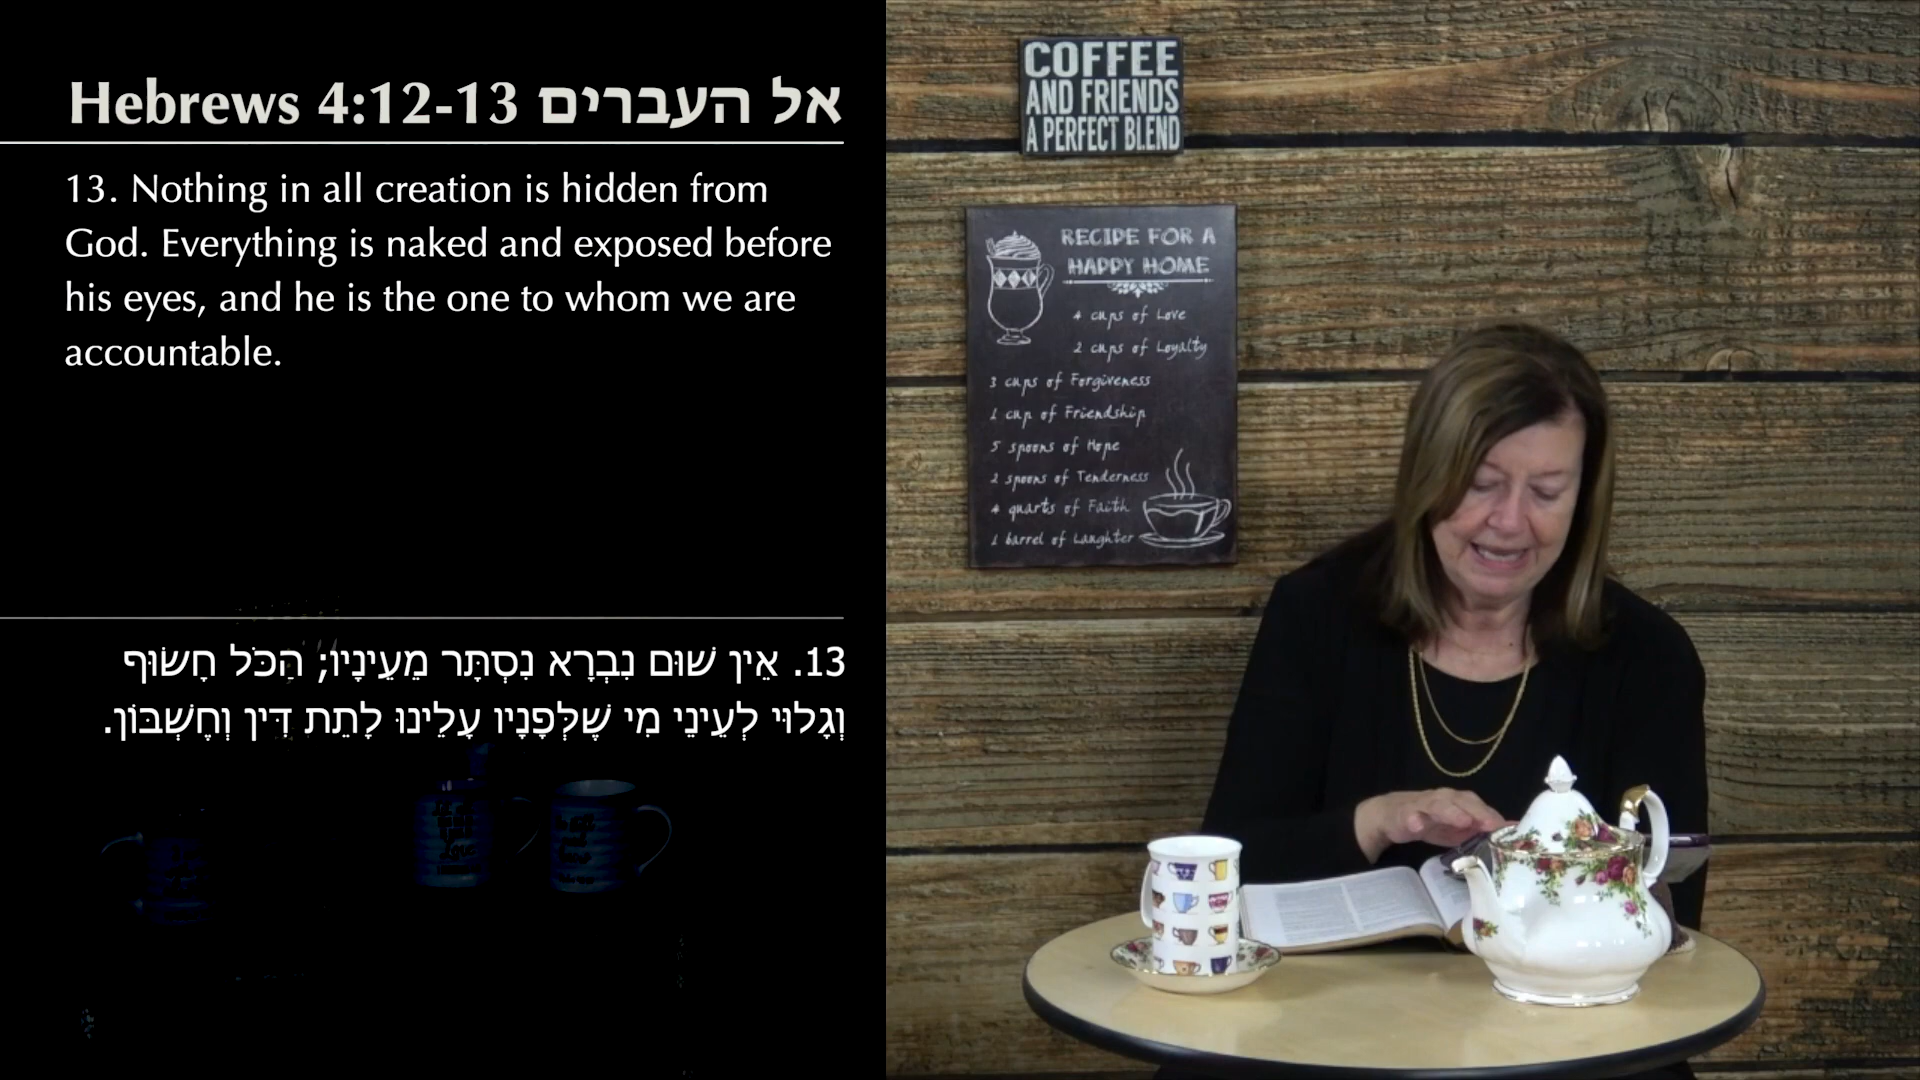 Hebrews 4:12-13 אל העברים
13. Nothing in all creation is hidden from
God. Everything is naked and exposed before
his eyes, and he is the one to whom we are
accountable.
13. אֵין שׁוּם נִבְרָא נִסְתָּר מֵעֵינָיו; הַכֹּל חָשׂוּף
וְגָלוּי לְעֵינֵי מִי שֶׁלְּפָנָיו עָלֵינוּ לָתֵת דִּין וְחֶשְׁבּוֹן.
COFFEE
AND FRIENDS
A PERFECT BLEND
RECIPE FOR A
HAPPY HOME
4 cups of Love
2 cups of Loyalty
3 cups of Forgiveness
1 cup of Friendship
5 spoons of Hope
2 spoons of Tenderness
4 quarts of Faith
1 barrel of Laughter